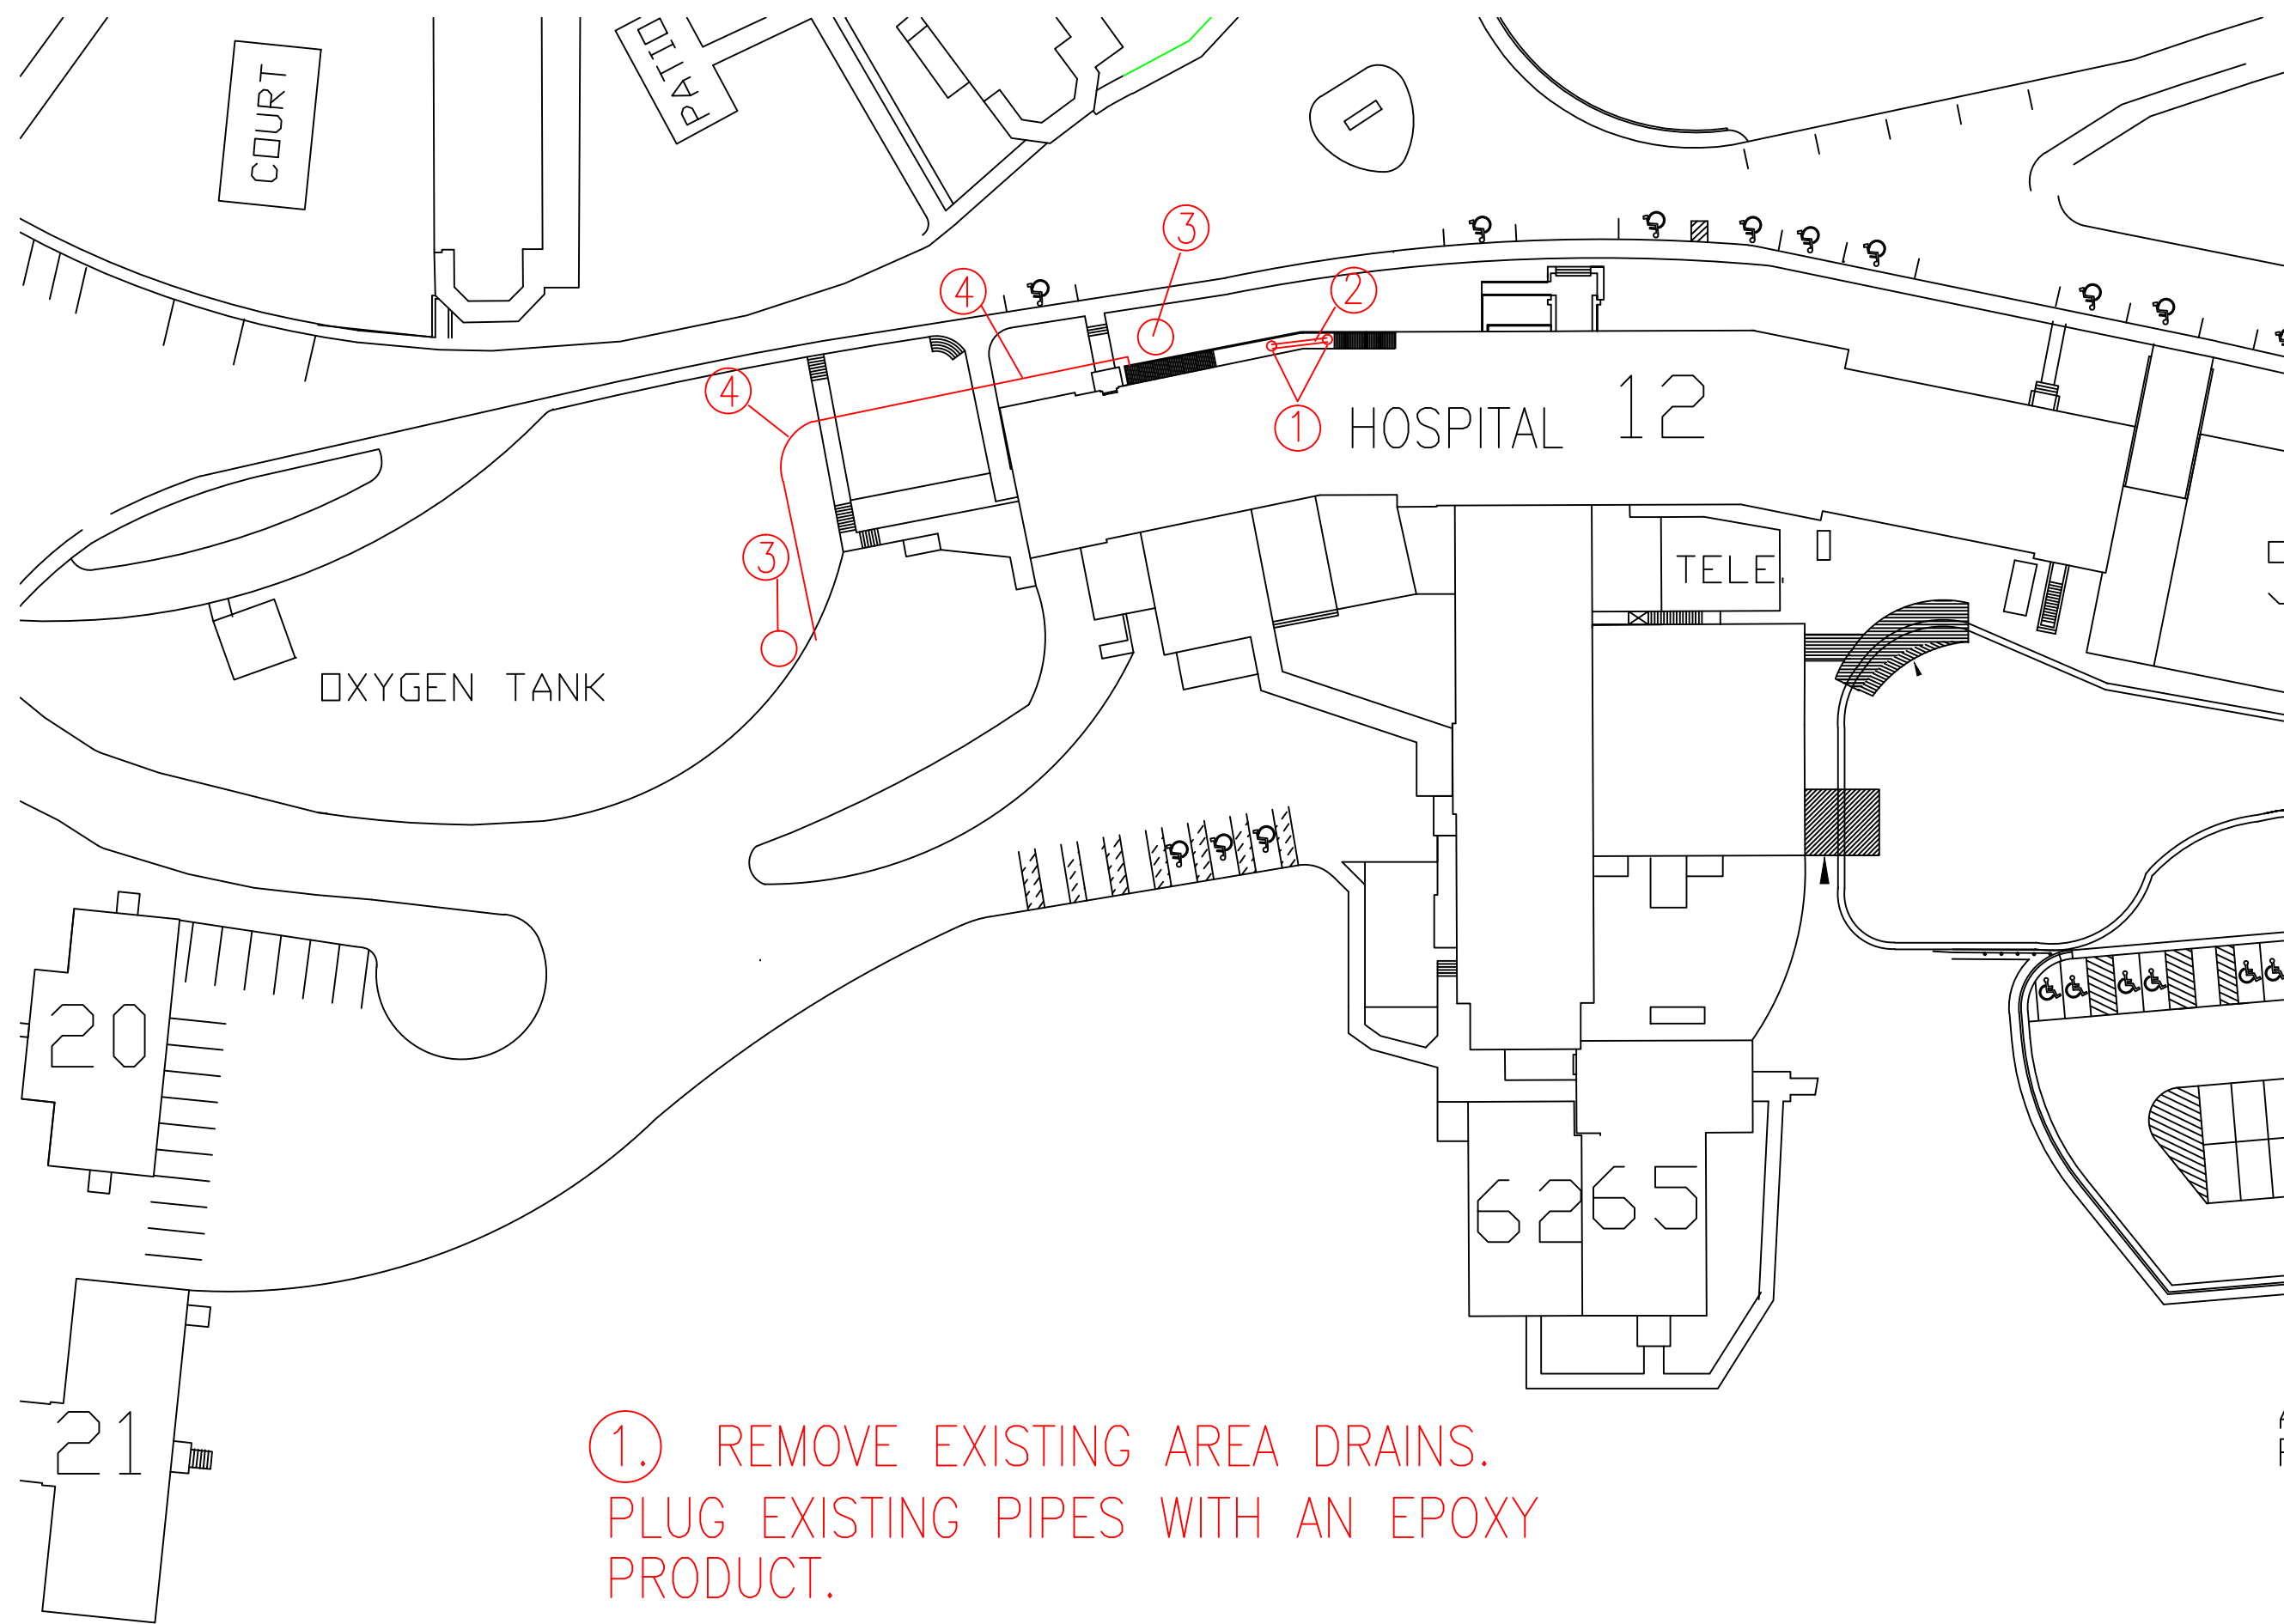 COURT
PATIO
3
4
2
4
1
HOSPITAL 12
3
TELE.
OXYGEN TANK
20
62
65
21
1. REMOVE EXISTING AREA DRAINS.
PLUG EXISTING PIPES WITH AN EPOXY
PRODUCT.